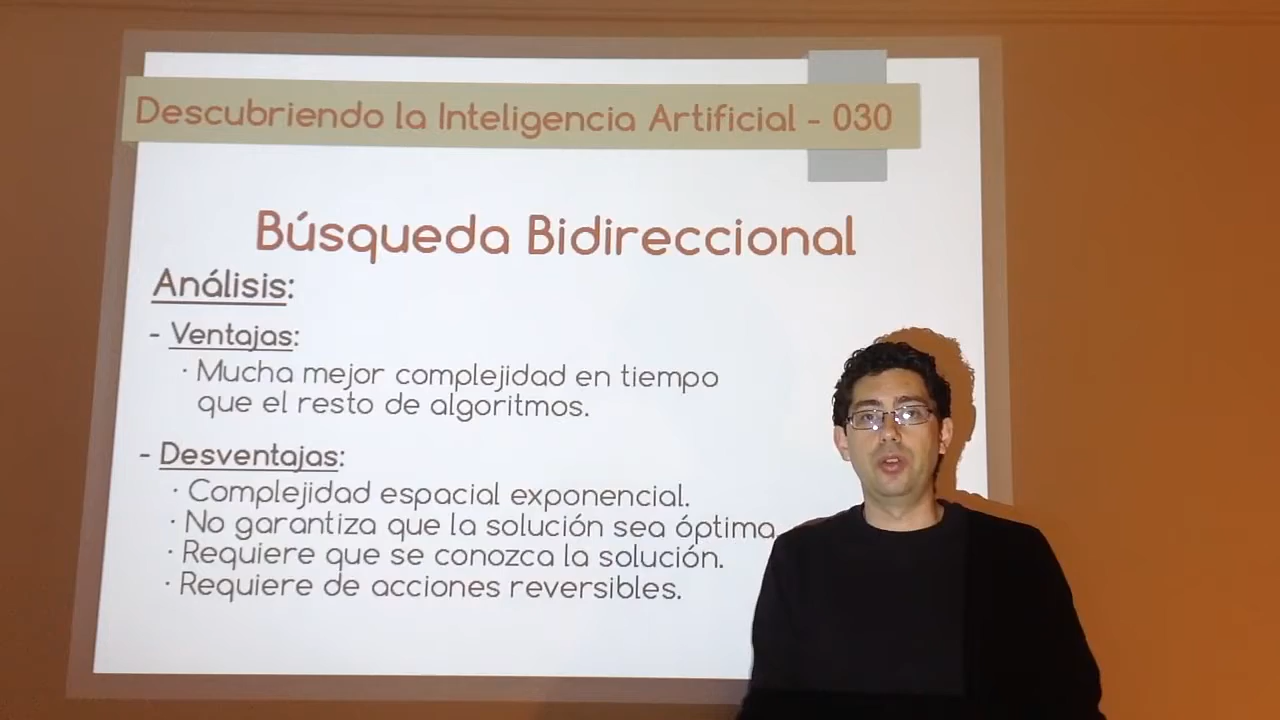 Descubriendo la Inteligencia Artificial - 030
Búsqueda Bidireccional
Análisis:
- Ventajas:
· Mucha mejor complejidad en tiempo
que el resto de algoritmos.
- Desventajas:
· Complejidad espacial exponencial.
· No garantiza que la solución sea óptima.
· Requiere que se conozca la solución.
· Requiere de acciones reversibles.